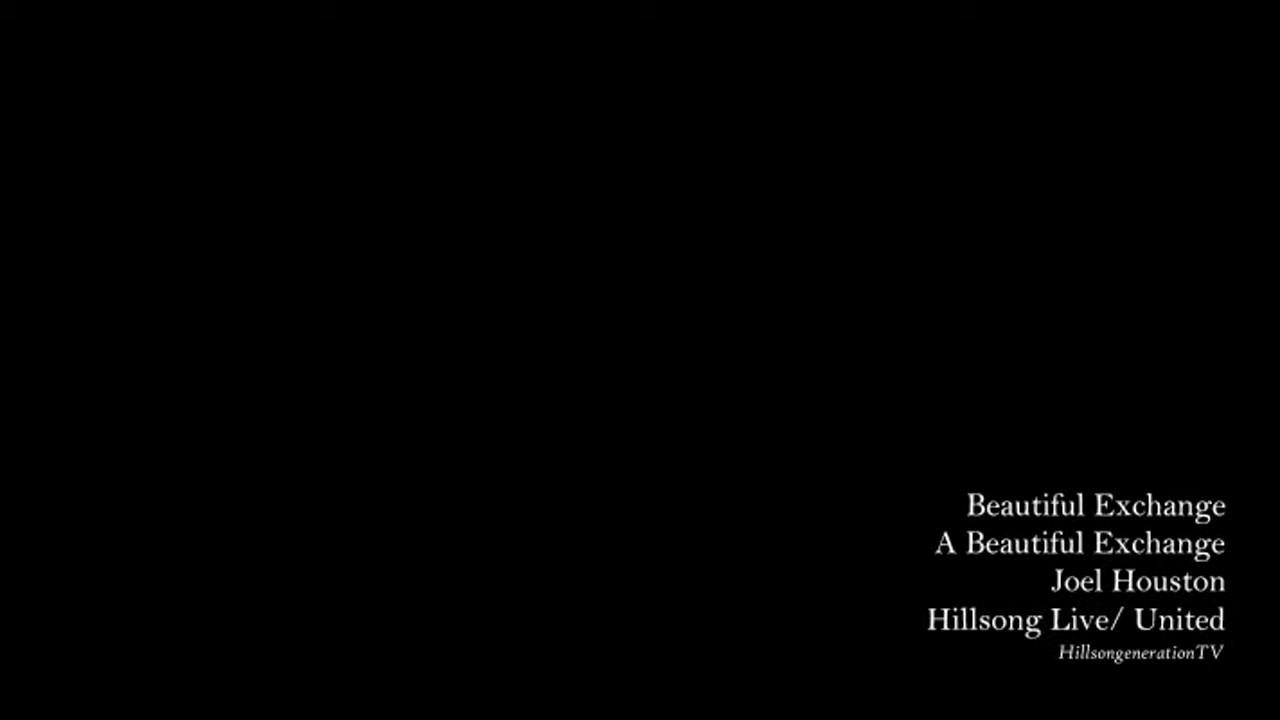 Beautiful Exchange
A Beautiful Exchange
Joel Houston
Hillsong Live/ United
HillsongenerationTV